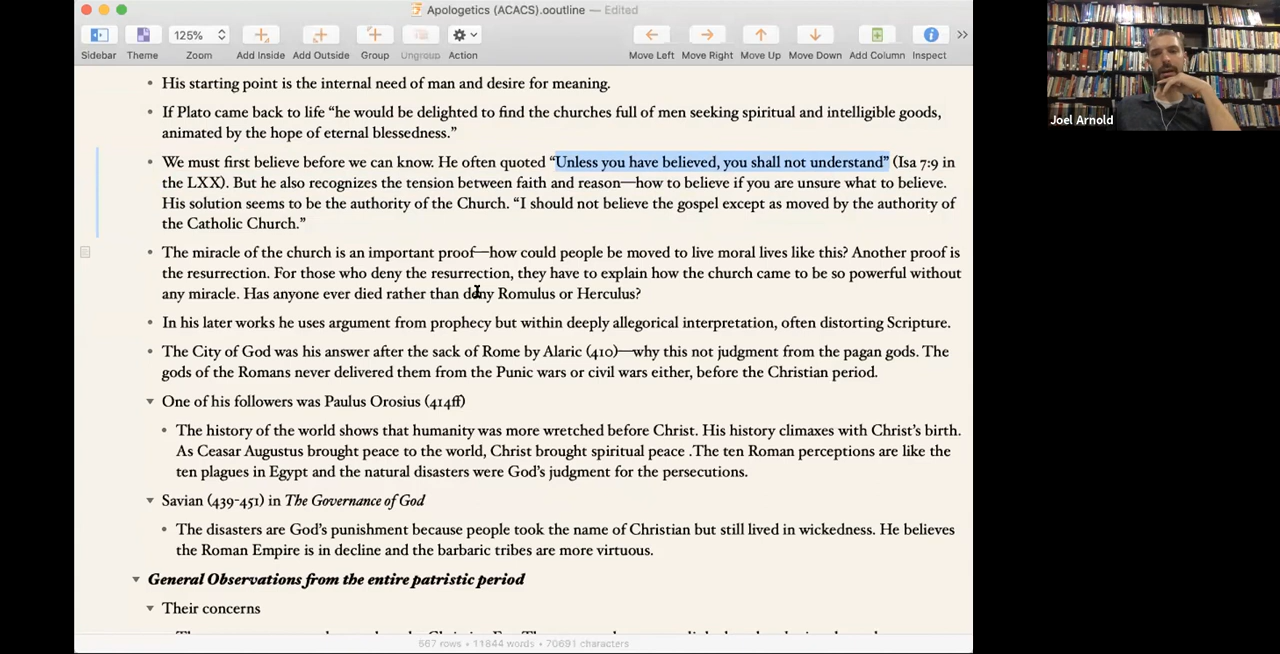 Apologetics (ACACS).ooutline — Edited
125%
Sidebar Theme Zoom Add Inside Add Outside Group Ungroup Action Move Left Move Right Move Up Move Down Add Column Inspect
Joel Arnold
• His starting point is the internal need of man and desire for meaning.
• If Plato came back to life “he would be delighted to find the churches full of men seeking spiritual and intelligible goods,
animated by the hope of eternal blessedness.”
• We must first believe before we can know. He often quoted “Unless you have believed, you shall not understand” (Isa 7:9 in
the LXX). But he also recognizes the tension between faith and reason—how to believe if you are unsure what to believe.
His solution seems to be the authority of the Church. “I should not believe the gospel except as moved by the authority of
the Catholic Church.”
• The miracle of the church is an important proof—how could people be moved to live moral lives like this? Another proof is
the resurrection. For those who deny the resurrection, they have to explain how the church came to be so powerful without
any miracle. Has anyone ever died rather than deny Romulus or Herculus?
• In his later works he uses argument from prophecy but within deeply allegorical interpretation, often distorting Scripture.
• The City of God was his answer after the sack of Rome by Alaric (410)—why this not judgment from the pagan gods. The
gods of the Romans never delivered them from the Punic wars or civil wars either, before the Christian period.
One of his followers was Paulus Orosius (414ff)
• The history of the world shows that humanity was more wretched before Christ. His history climaxes with Christ’s birth.
As Ceasar Augustus brought peace to the world, Christ brought spiritual peace .The ten Roman perceptions are like the
ten plagues in Egypt and the natural disasters were God’s judgment for the persecutions.
Savian (439-451) in The Governance of God
• The disasters are God’s punishment because people took the name of Christian but still lived in wickedness. He believes
the Roman Empire is in decline and the barbaric tribes are more virtuous.
General Observations from the entire patristic period
Their concerns
567 rows • 11844 words • 70691 characters